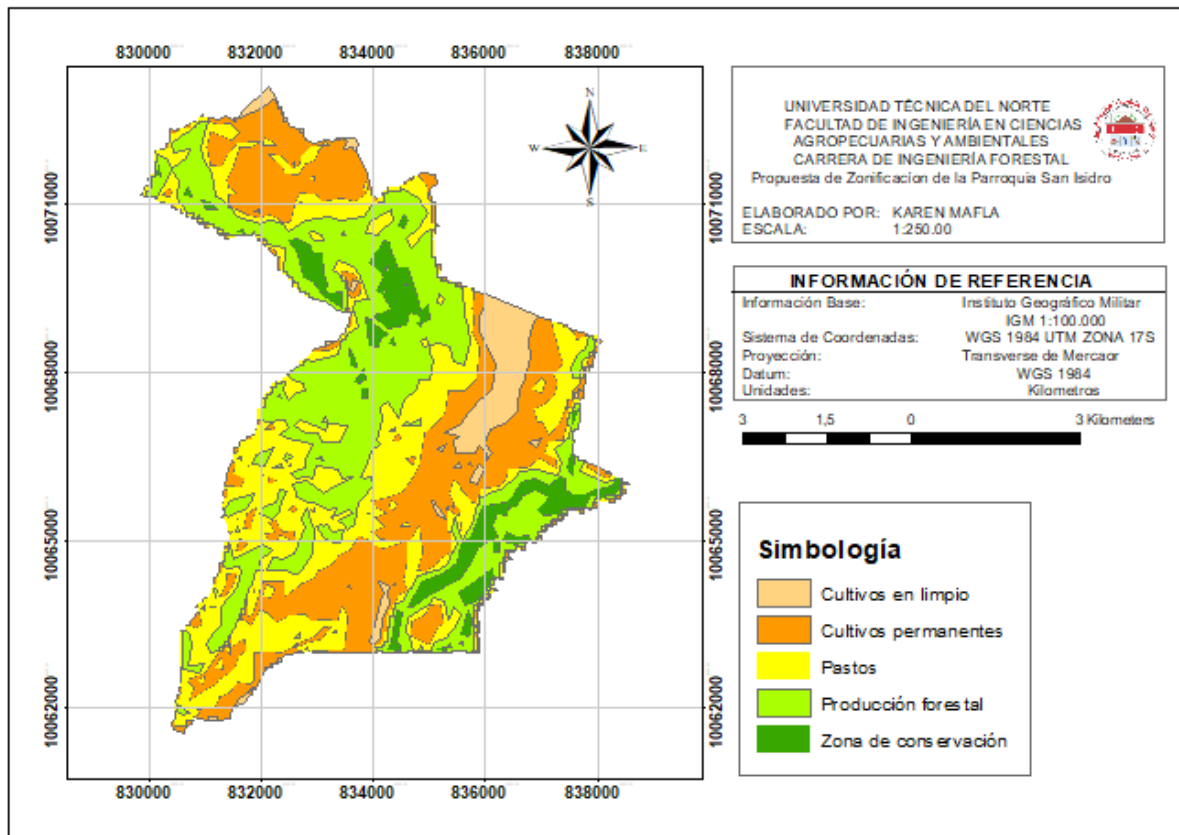 830000 832000 834000 836000 838000
10071000
10068000
10065000
10062000
N
W E
S
10071000
10068000
10065000
10062000
830000 832000 834000 836000 838000
UNIVERSIDAD TÉCNICA DEL NORTE
FACULTAD DE INGENIERÍA EN CIENCIAS
AGROPECUARIAS Y AMBIENTALES
CARRERA DE INGENIERÍA FORESTAL
Propuesta de Zonificacion de la Parroquia San Isidro
ELABORADO POR: KAREN MAFLA
ESCALA: 1:250.00
INFORMACIÓN DE REFERENCIA
Información Base: Instituto Geográfico Militar
IGM 1:100.000
Sistema de Coordenadas: WGS 1984 UTM ZONA 17S
Proyección: Transverse de Mercaor
Datum: WGS 1984
Unidades: Kilometros
3 1,5 0 3 Kilometers
Simbología
Cultivos en limpio
Cultivos permanentes
Pastos
Producción forestal
Zona de conservación